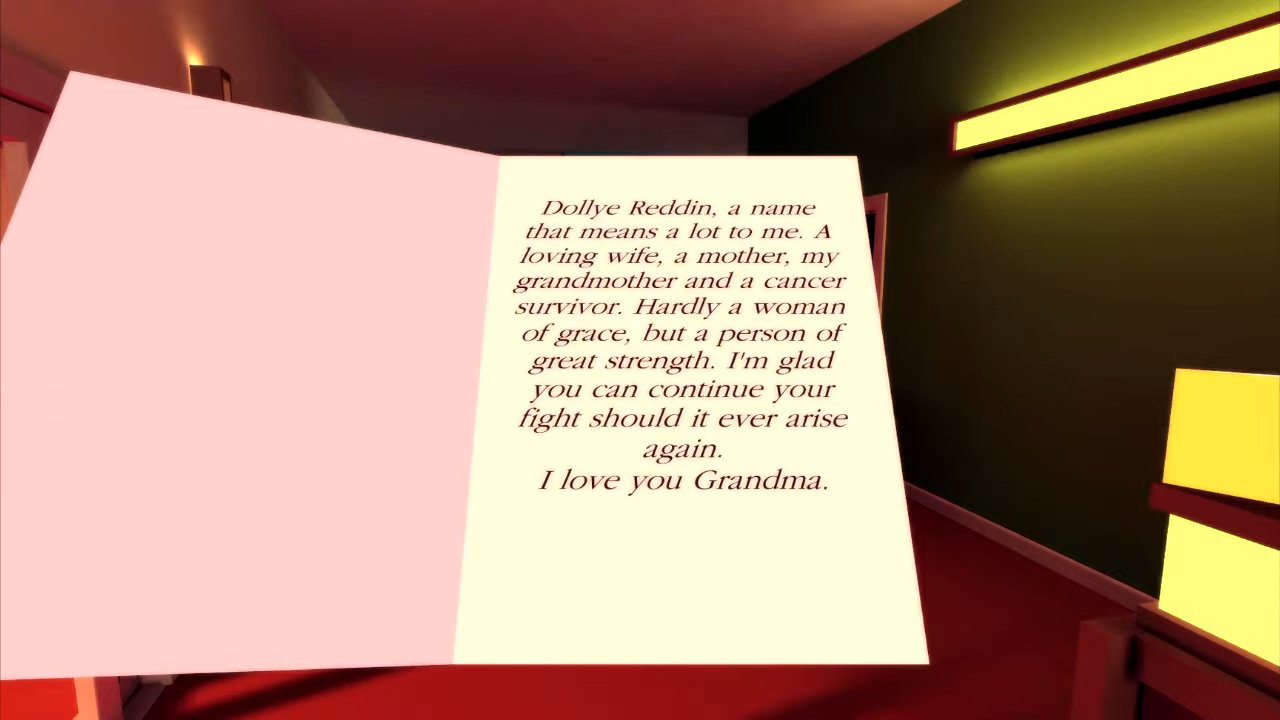 Dollye Reddin, a name
that means a lot to me. A
loving wife, a mother, my
grandmother and a cancer
survivor. Hardly a woman
of grace, but a person of
great strength. I'm glad
you can continue your
fight should it ever arise
again.
I love you Grandma.